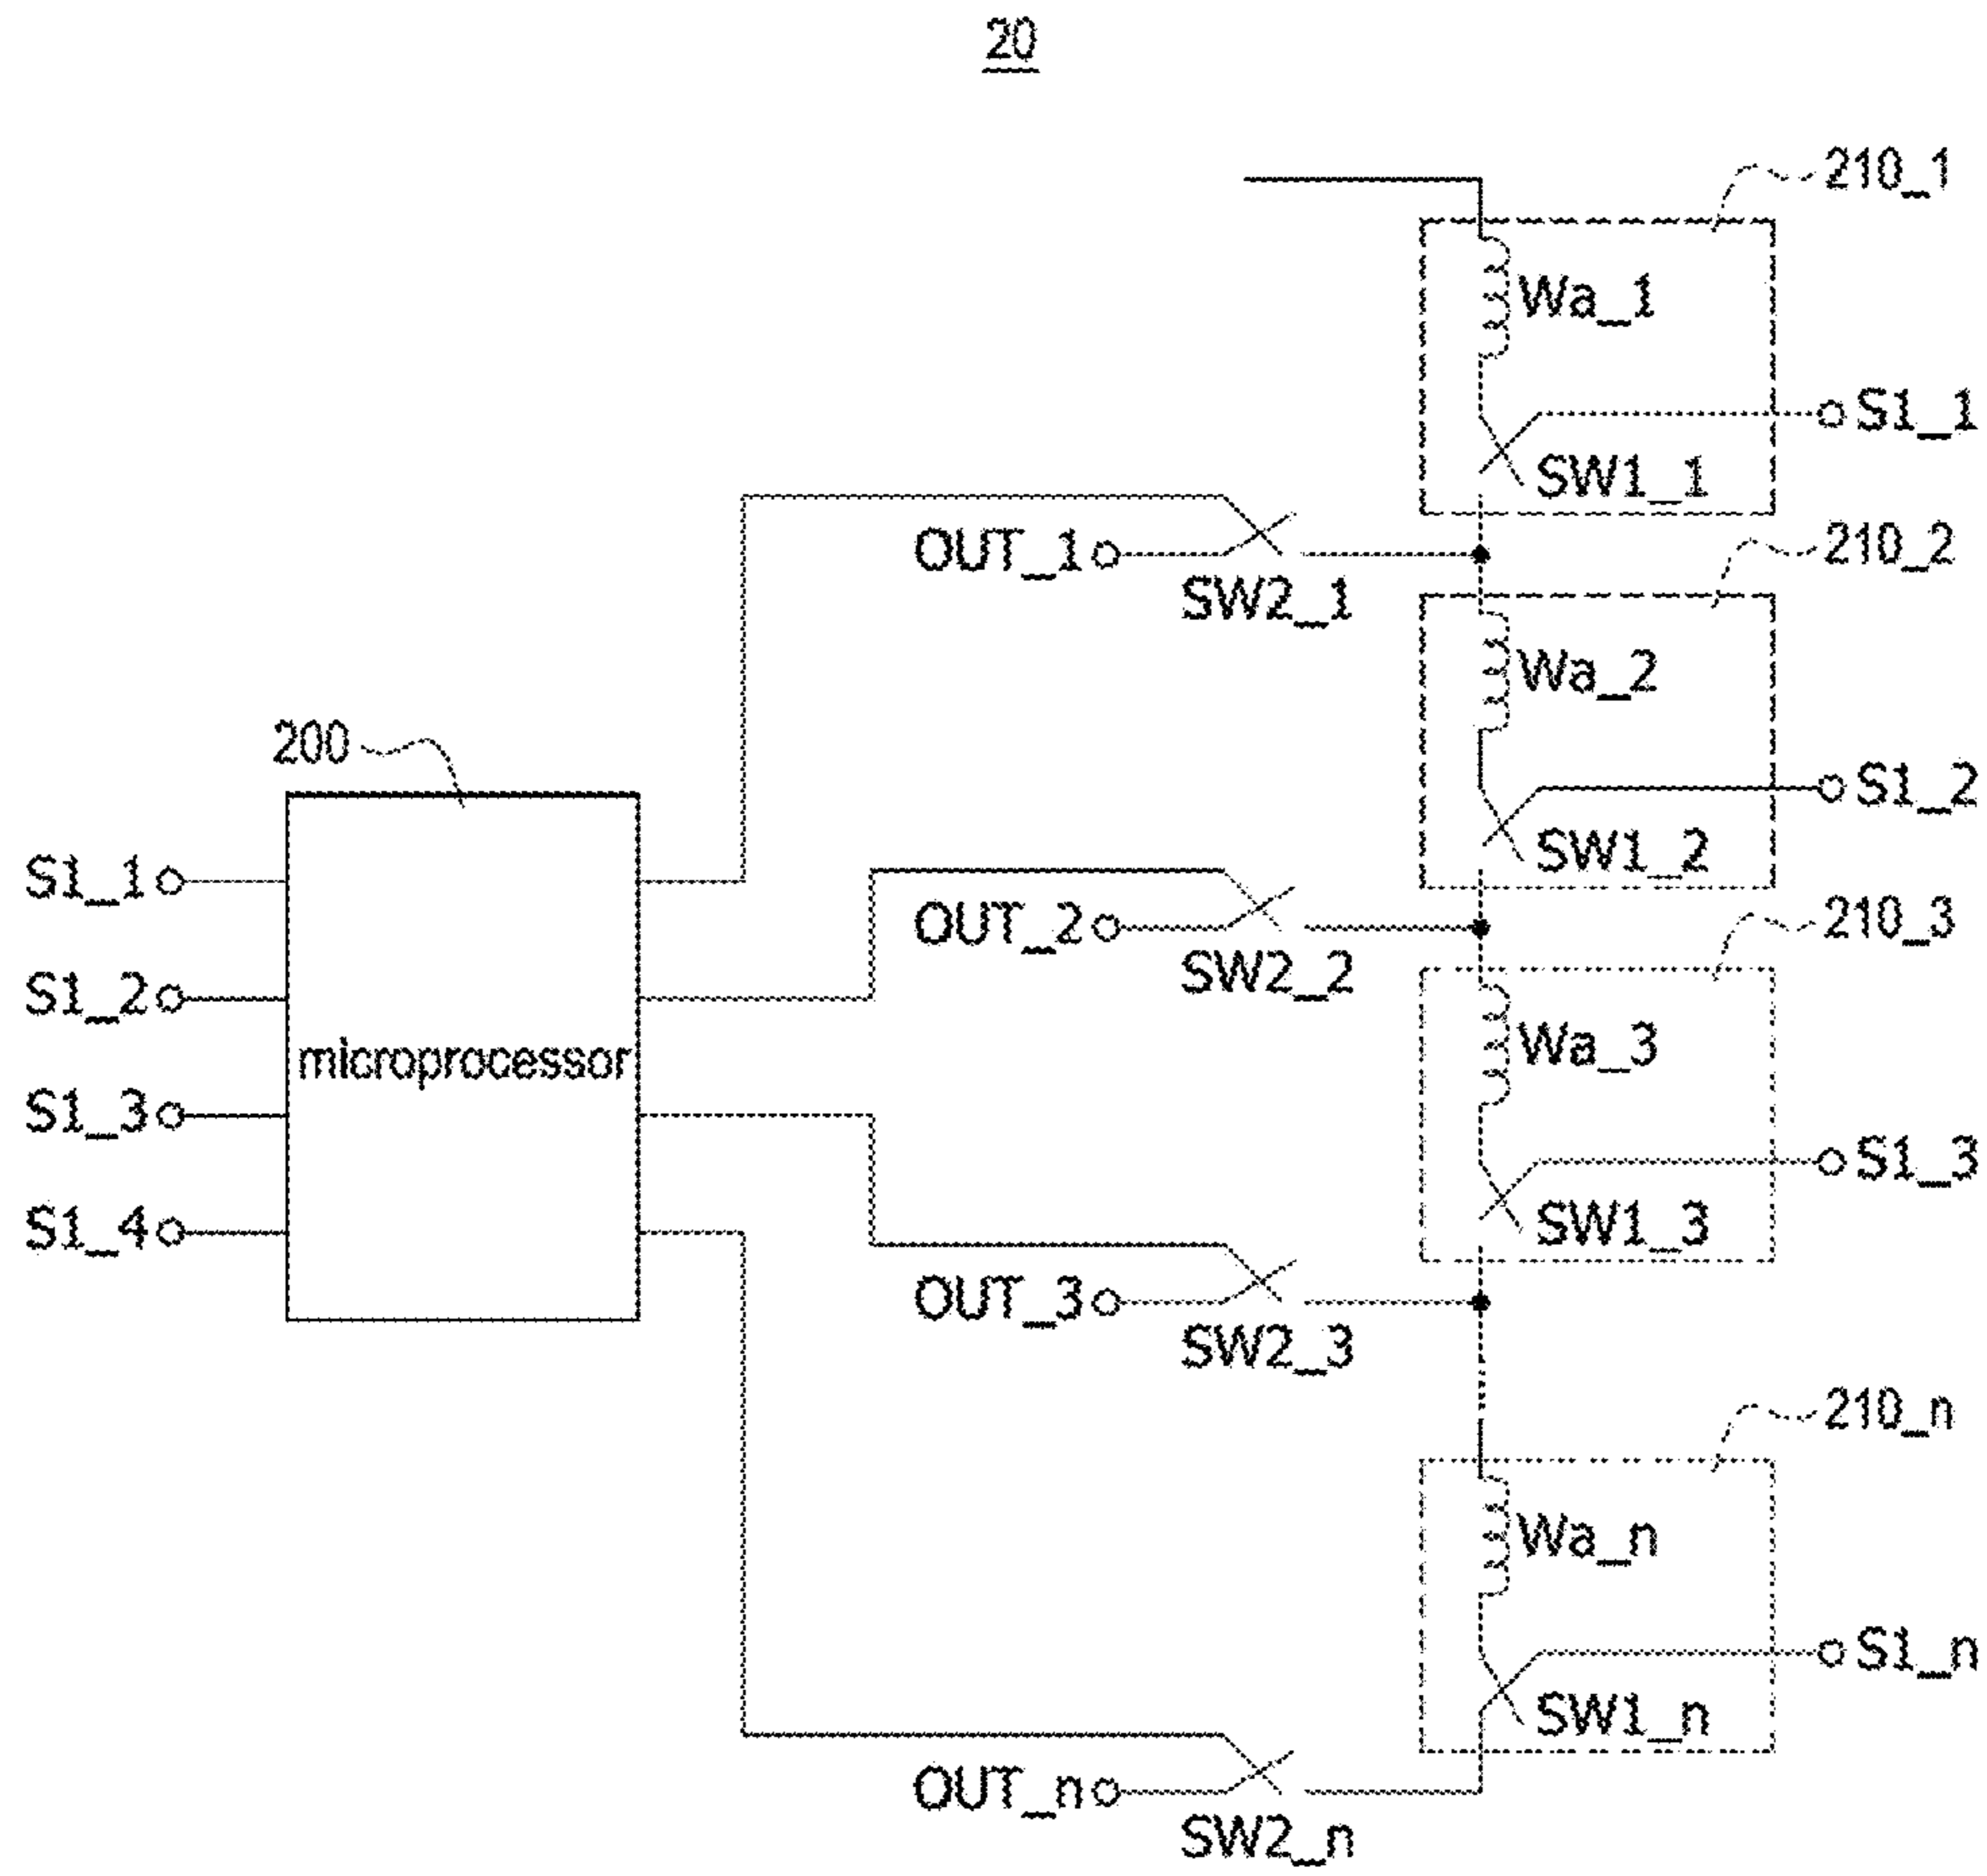 20
210_1
Wa_1
S1_1
SW1_1
OUT_1
SW2_1
210_2
Wa_2
200
S1_2
SW1_2
S1_1
OUT_2
SW2_2
210_3
S1_2
Wa_3
microprocessor
S1_3
S1_3
SW1_3
S1_4
OUT_3
SW2_3
210_n
Wa_n
S1_n
SW1_n
OUT_n
SW2_n